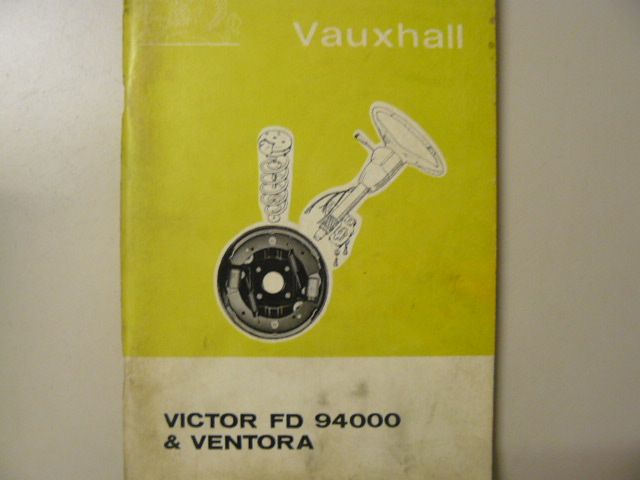 Vauxhall
VICTOR FD 94000
& VENTORA